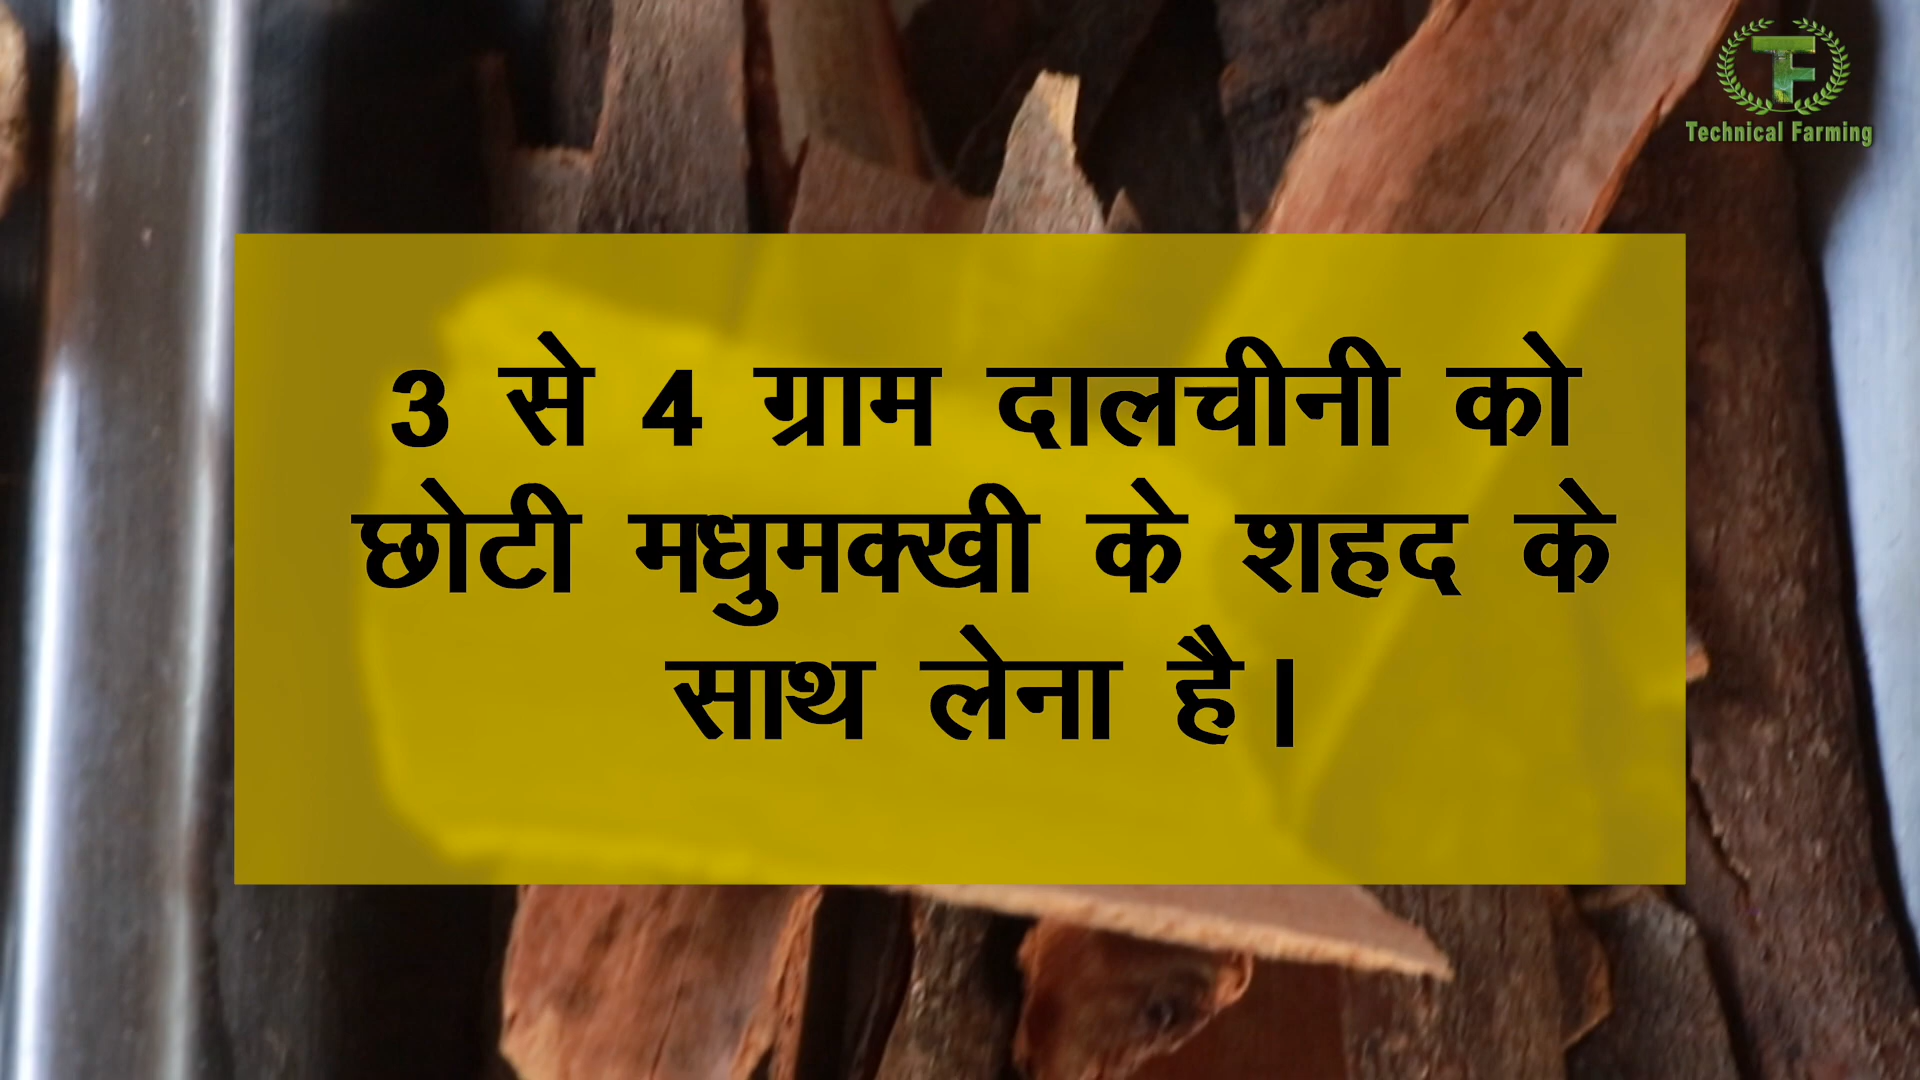 Technical Farming
3 से 4 ग्राम दालचीनी को
छोटी मधुमक्खी के शहद के
साथ लेना है।